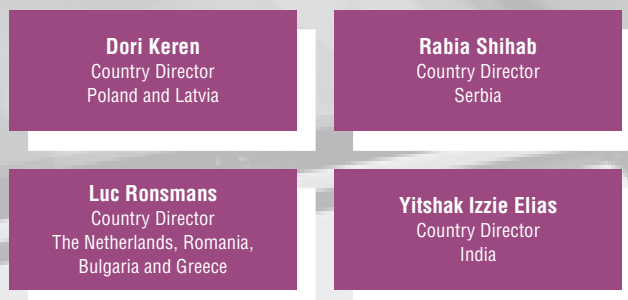 Dori Keren
Country Director
Poland and Latvia
Rabia Shihab
Country Director
Serbia
Luc Ronsmans
Country Director
The Netherlands, Romania,
Bulgaria and Greece
Yitshak Izzie Elias
Country Director
India